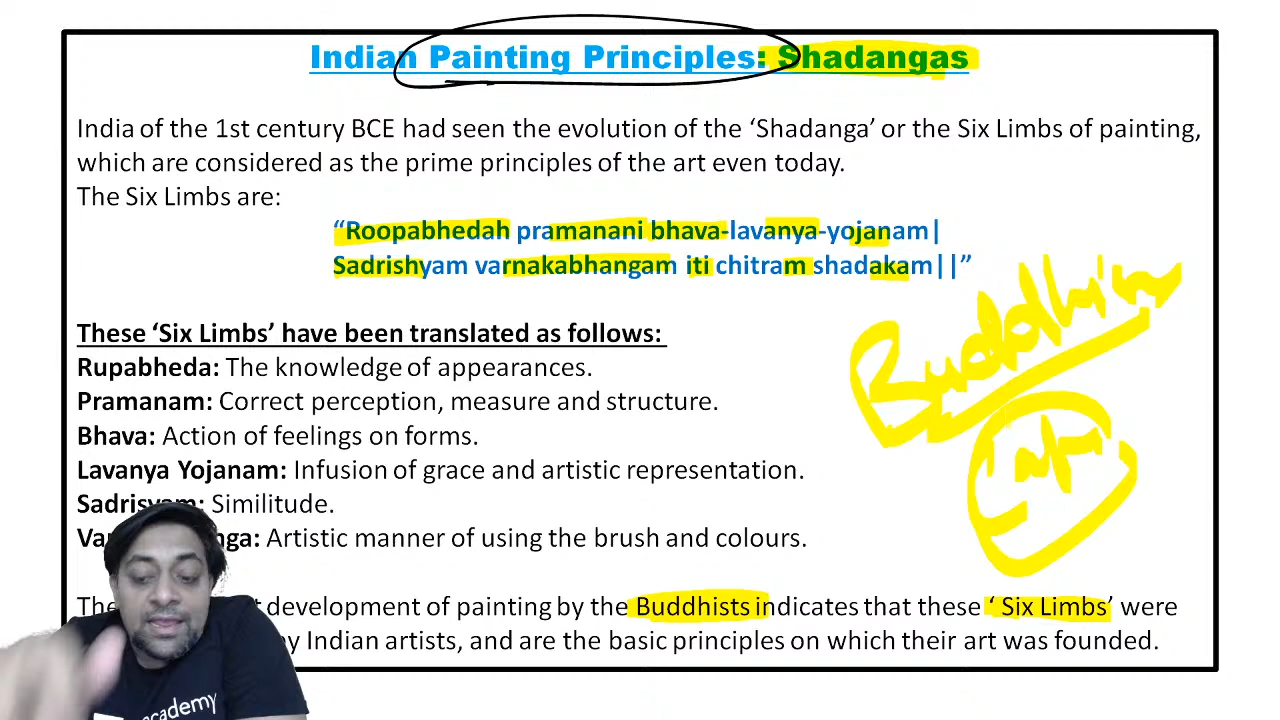 Indian Painting Principles: Shadangas
India of the 1st century BCE had seen the evolution of the ‘Shadanga’ or the Six Limbs of painting,
which are considered as the prime principles of the art even today.
The Six Limbs are:
“Roopabhedah pramanani bhava-lavanya-yojanam|
Sadrishyam varnakabhangam iti chitram shadakam||”
These ‘Six Limbs’ have been translated as follows:
Rupabheda: The knowledge of appearances.
Pramanam: Correct perception, measure and structure.
Bhava: Action of feelings on forms.
Lavanya Yojanam: Infusion of grace and artistic representation.
Sadrisyam: Similitude.
Artistic manner of using the brush and colours.
development of painting by the Buddhists indicates that these ‘ Six Limbs’ were
Indian artists, and are the basic principles on which their art was founded.
Buddhism